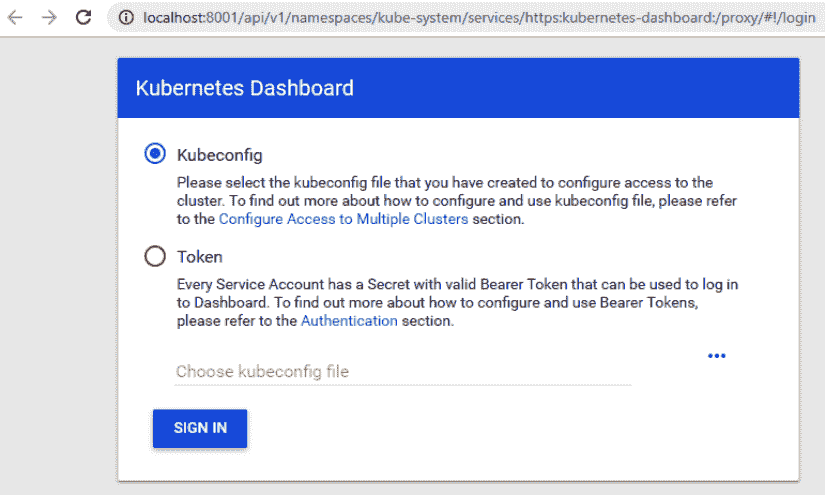 localhost:8001/api/v1/namespaces/kube-system/services/https:kubernetes-dashboard:/proxy/#!/login
Kubernetes Dashboard
Kubeconfig
Please select the kubeconfig file that you have created to configure access to the
cluster. To find out more about how to configure and use kubeconfig file, please refer
to the Configure Access to Multiple Clusters section.
Token
Every Service Account has a Secret with valid Bearer Token that can be used to log in
to Dashboard. To find out more about how to configure and use Bearer Tokens,
please refer to the Authentication section.
Choose kubeconfig file
SIGN IN